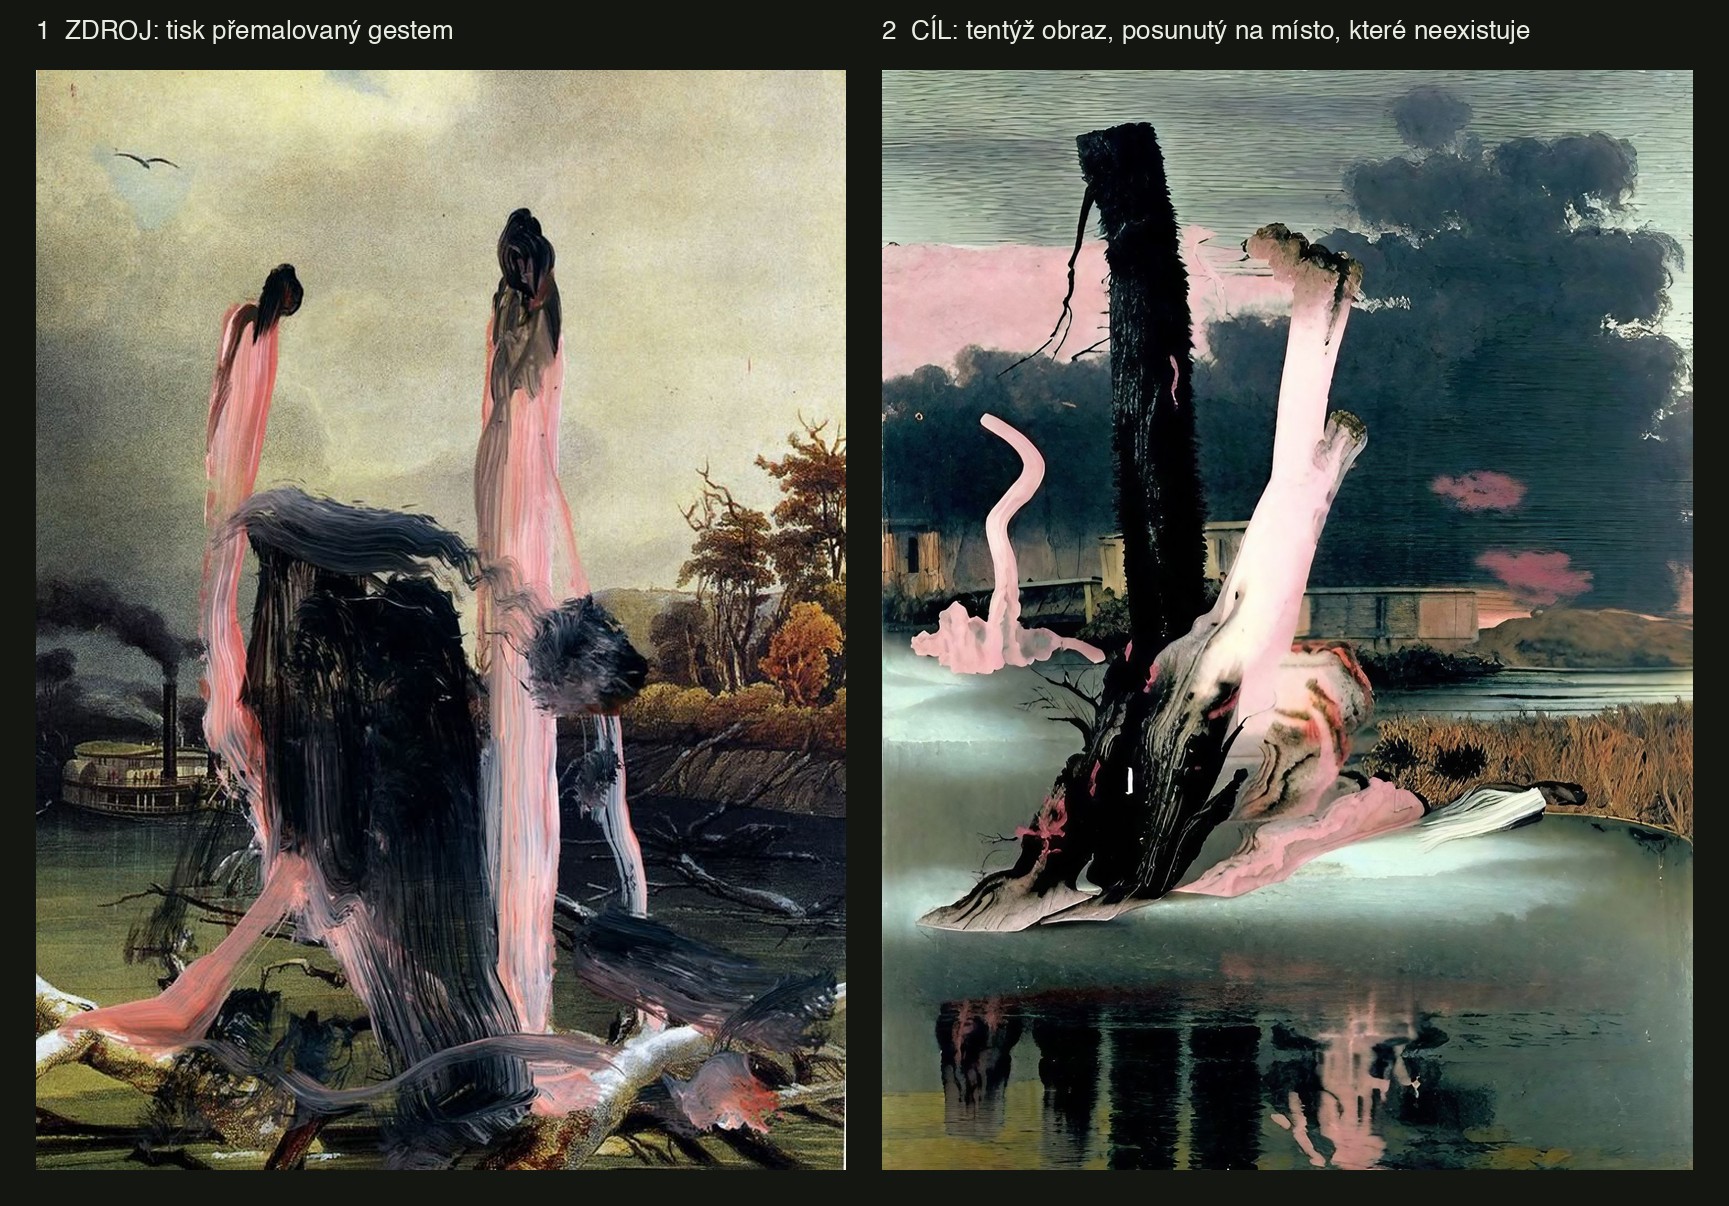 1 ZDROJ: tisk přemalovaný gestem
2 CÍL: tentýž obraz, posunutý na místo, které neexistuje